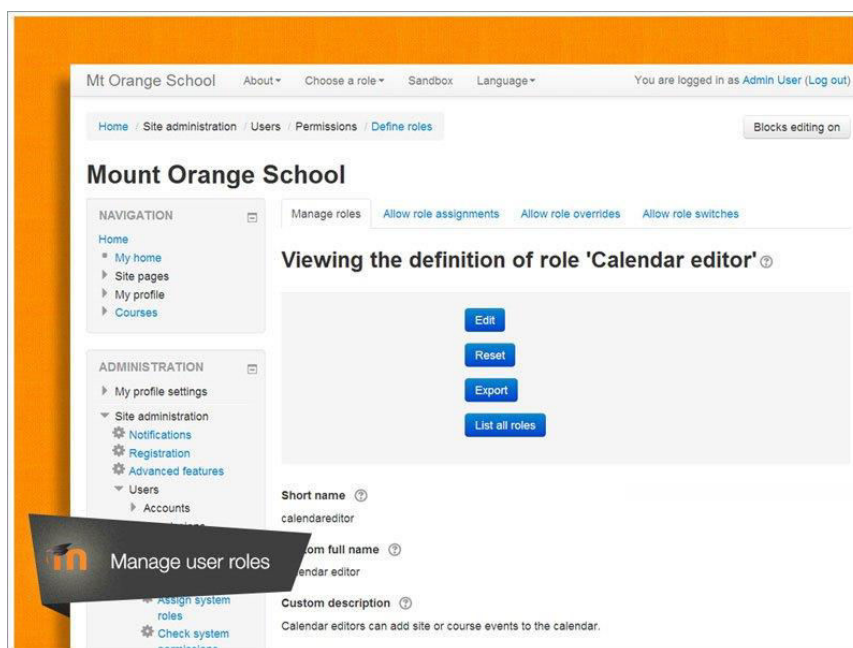 Mt Orange School About Choose a role Sandbox Language You are logged in as Admin User (Log out)
Home / Site administration / Users / Permissions / Define roles
Blocks editing on
Mount Orange School
NAVIGATION
Home
My home
Site pages
My profile
Courses
ADMINISTRATION
My profile settings
Site administration
Notifications
Registration
Advanced features
Users
Accounts
Manage user roles
Assign system
roles
Check system
Manage roles Allow role assignments Allow role overrides Allow role switches
Viewing the definition of role 'Calendar editor'
Edit
Reset
Export
List all roles
Short name
calendareditor
full name
editor
Custom description
Calendar editors can add site or course events to the calendar.